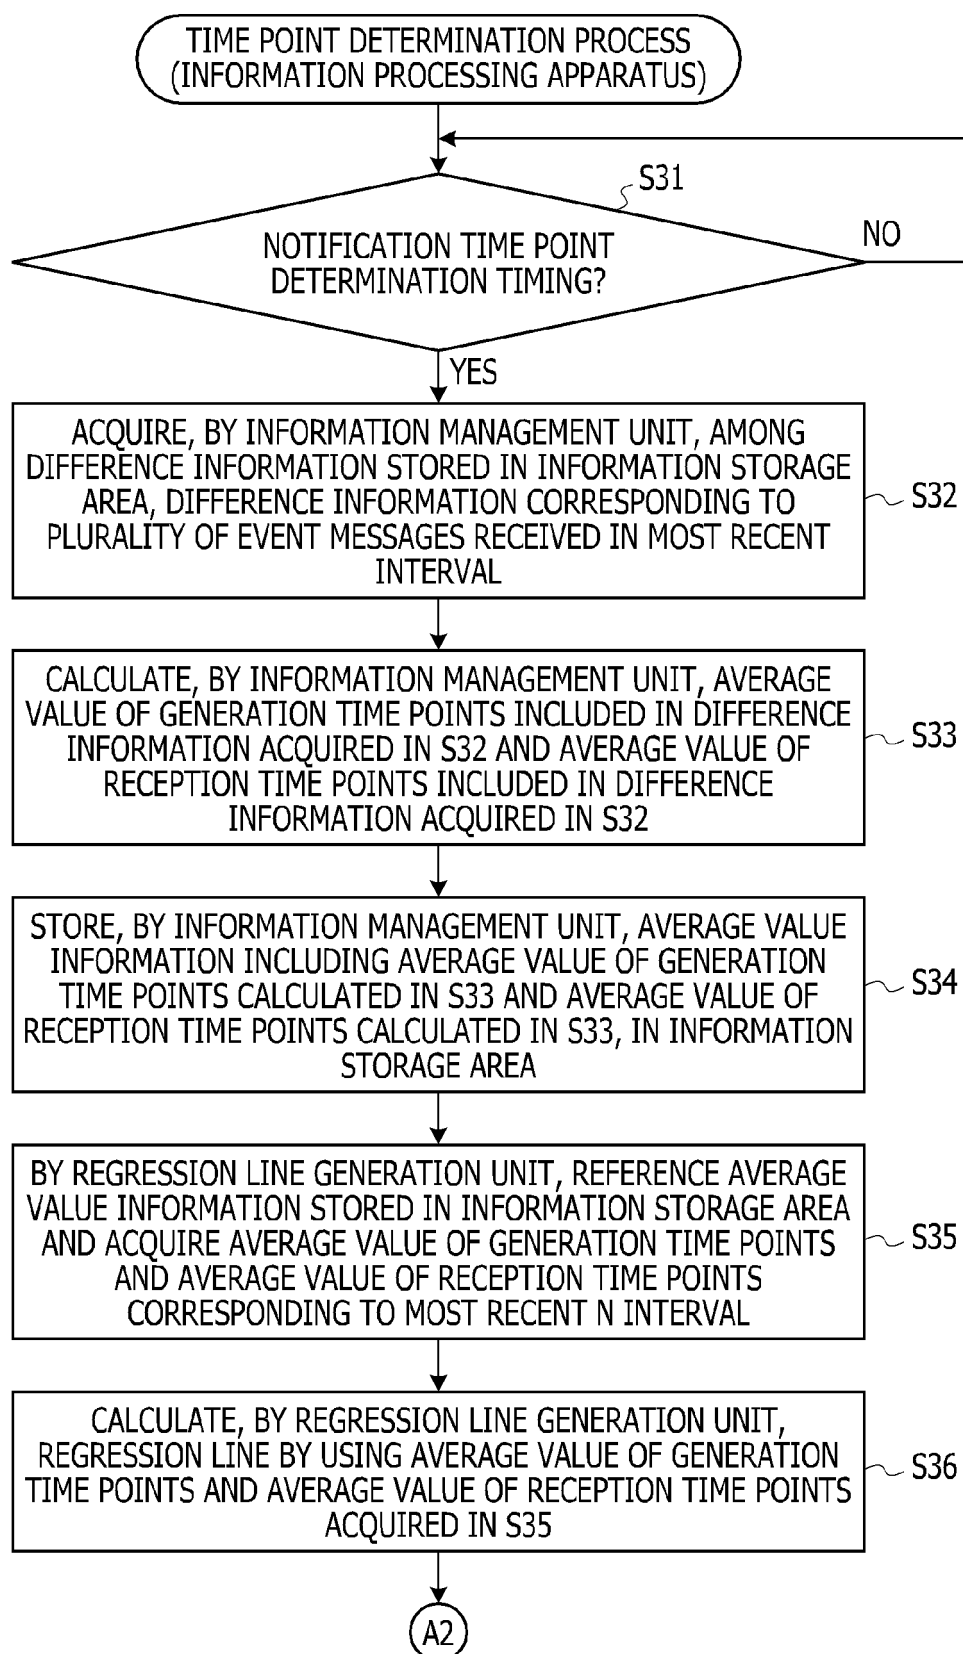 TIME POINT DETERMINATION PROCESS
(INFORMATION PROCESSING APPARATUS)
S31
NOTIFICATION TIME POINT
DETERMINATION TIMING?
NO
YES
ACQUIRE, BY INFORMATION MANAGEMENT UNIT, AMONG
DIFFERENCE INFORMATION STORED IN INFORMATION STORAGE
AREA, DIFFERENCE INFORMATION CORRESPONDING TO
PLURALITY OF EVENT MESSAGES RECEIVED IN MOST RECENT
INTERVAL
S32
CALCULATE, BY INFORMATION MANAGEMENT UNIT, AVERAGE
VALUE OF GENERATION TIME POINTS INCLUDED IN DIFFERENCE
INFORMATION ACQUIRED IN S32 AND AVERAGE VALUE OF
RECEPTION TIME POINTS INCLUDED IN DIFFERENCE
INFORMATION ACQUIRED IN S32
S33
STORE, BY INFORMATION MANAGEMENT UNIT, AVERAGE VALUE
INFORMATION INCLUDING AVERAGE VALUE OF GENERATION
TIME POINTS CALCULATED IN S33 AND AVERAGE VALUE OF
RECEPTION TIME POINTS CALCULATED IN S33, IN INFORMATION
STORAGE AREA
S34
BY REGRESSION LINE GENERATION UNIT, REFERENCE AVERAGE
VALUE INFORMATION STORED IN INFORMATION STORAGE AREA
AND ACQUIRE AVERAGE VALUE OF GENERATION TIME POINTS
AND AVERAGE VALUE OF RECEPTION TIME POINTS
CORRESPONDING TO MOST RECENT N INTERVAL
S35
CALCULATE, BY REGRESSION LINE GENERATION UNIT,
REGRESSION LINE BY USING AVERAGE VALUE OF GENERATION
TIME POINTS AND AVERAGE VALUE OF RECEPTION TIME POINTS
ACQUIRED IN S35
S36
A2